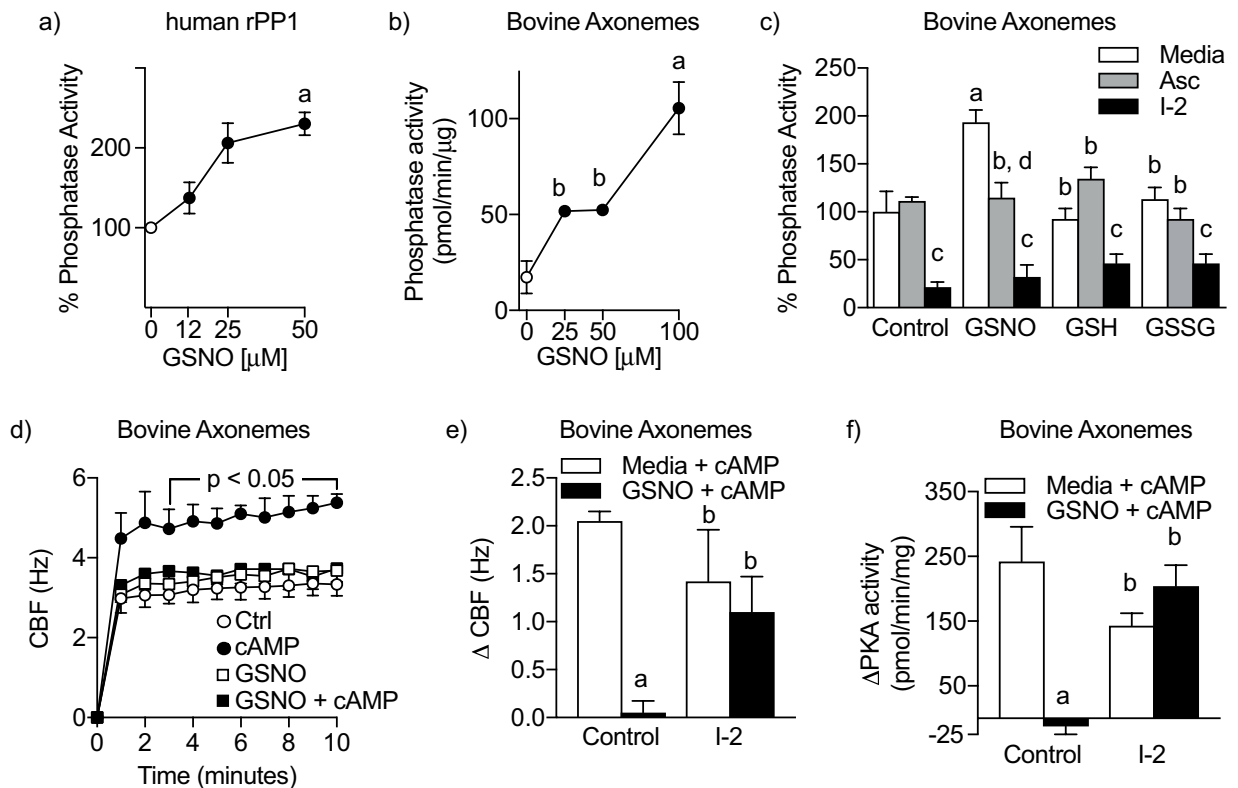 a)
human rPP1
% Phosphatase Activity
200
100
0 12 25 50
GSNO [μM]
a
b)
Bovine Axonemes
Phosphatase activity
(pmol/min/μg)
100
50
0
0 25 50 100
GSNO [μM]
b b a
c)
Bovine Axonemes
Media
Asc
I-2
% Phosphatase Activity
250
200
150
100
50
0
c a b, d c b c b b c
Control GSNO GSH GSSG
d)
Bovine Axonemes
CBF (Hz)
6
4
2
0
p < 0.05
Ctrl
cAMP
GSNO
GSNO + cAMP
0 2 4 6 8 10
Time (minutes)
e)
Bovine Axonemes
Media + cAMP
GSNO + cAMP
Δ CBF (Hz)
2.5
2.0
1.5
1.0
0.5
0.0
a b b
Control I-2
f)
Bovine Axonemes
Media + cAMP
GSNO + cAMP
ΔPKA activity
(pmol/min/mg)
350
250
150
50
-25
a b b
Control I-2